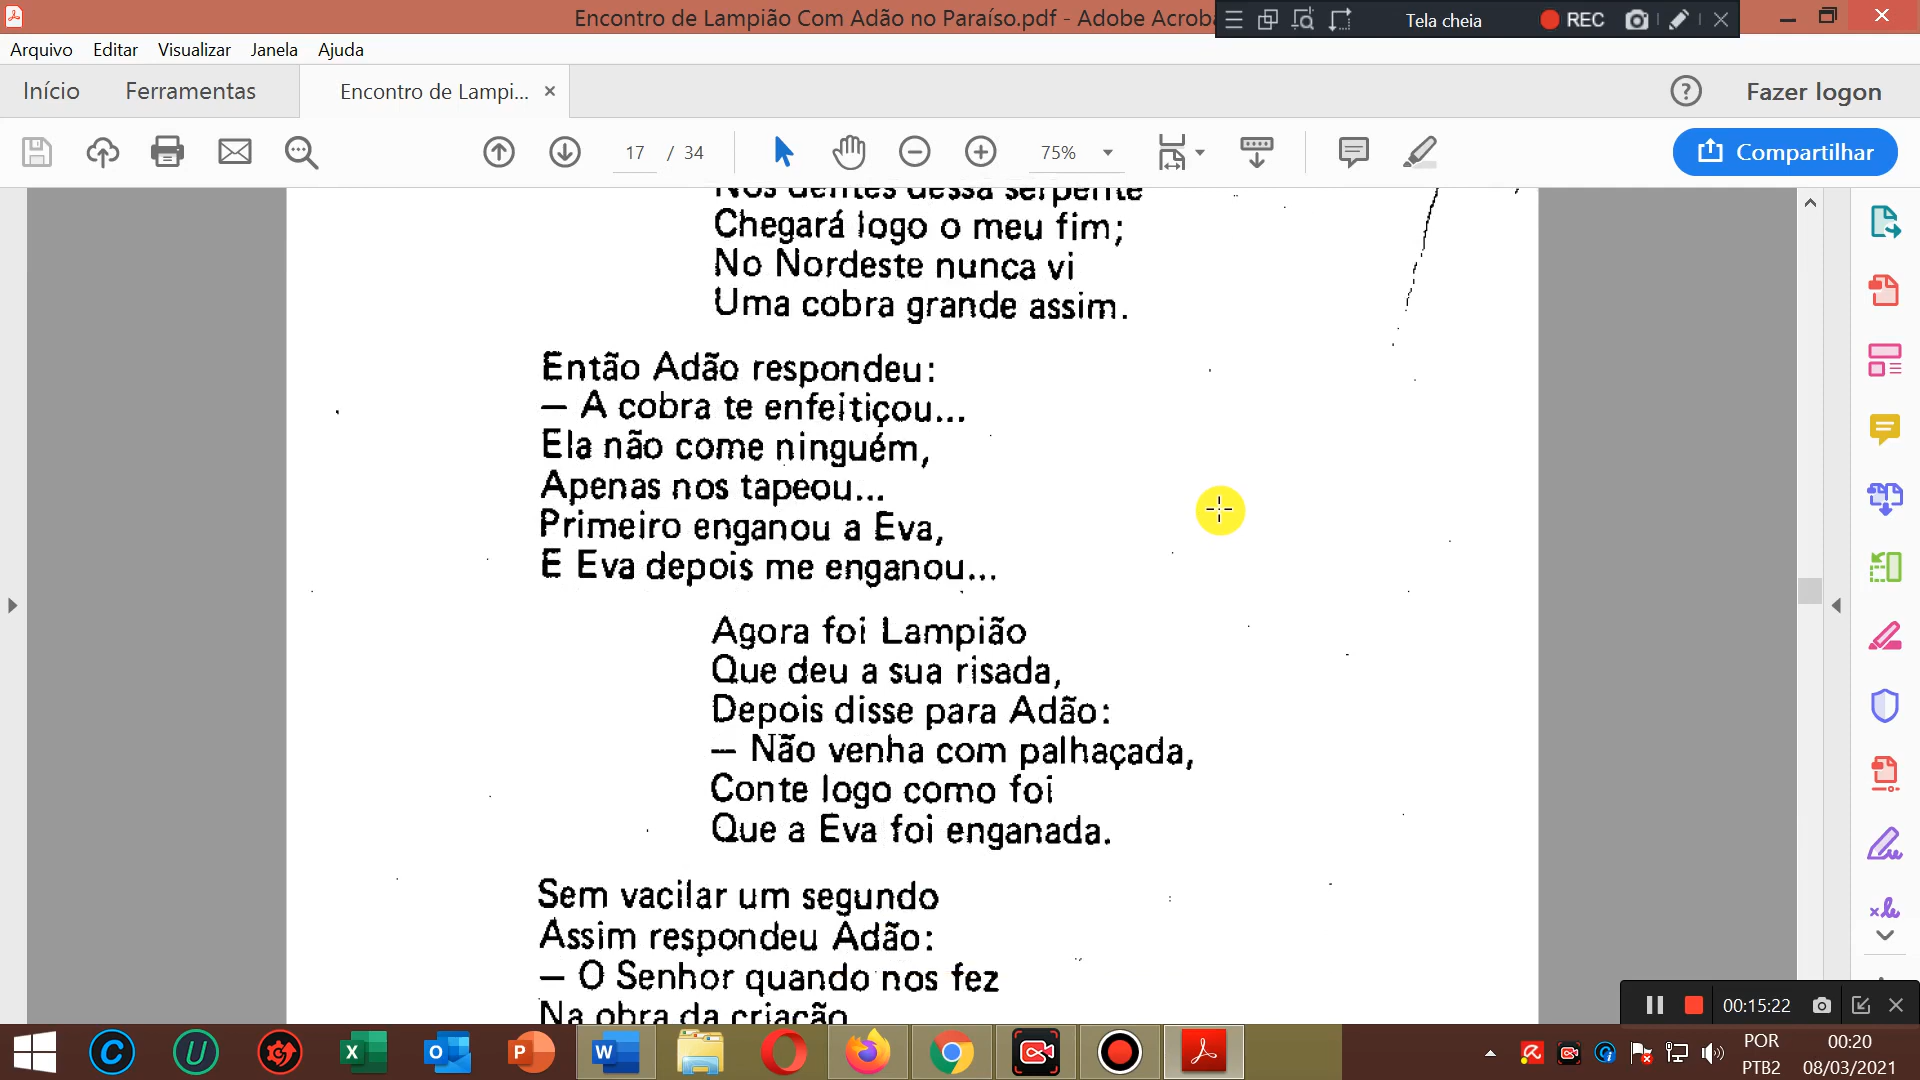 Encontro de Lampião Com Adão no Paraíso.pdf - Adobe Acroba
Tela cheia
REC
Arquivo Editar Visualizar Janela Ajuda
Início Ferramentas Encontro de Lampi... Fazer logon
17 / 34 75% Compartilhar
Nos dentes dessa serpente
Chegará logo o meu fim;
No Nordeste nunca vi
Uma cobra grande assim.
Então Adão respondeu:
— A cobra te enfeitiçou...
Ela não come ninguém,
Apenas nos tapeou...
Primeiro enganou a Eva,
E Eva depois me enganou...
Agora foi Lampião
Que deu a sua risada,
Depois disse para Adão:
— Não venha com palhaçada,
Conte logo como foi
Que a Eva foi enganada.
Sem vacilar um segundo
Assim respondeu Adão:
— O Senhor quando nos fez
Na obra da criação
00:15:22
POR 00:20
PTB2 08/03/2021